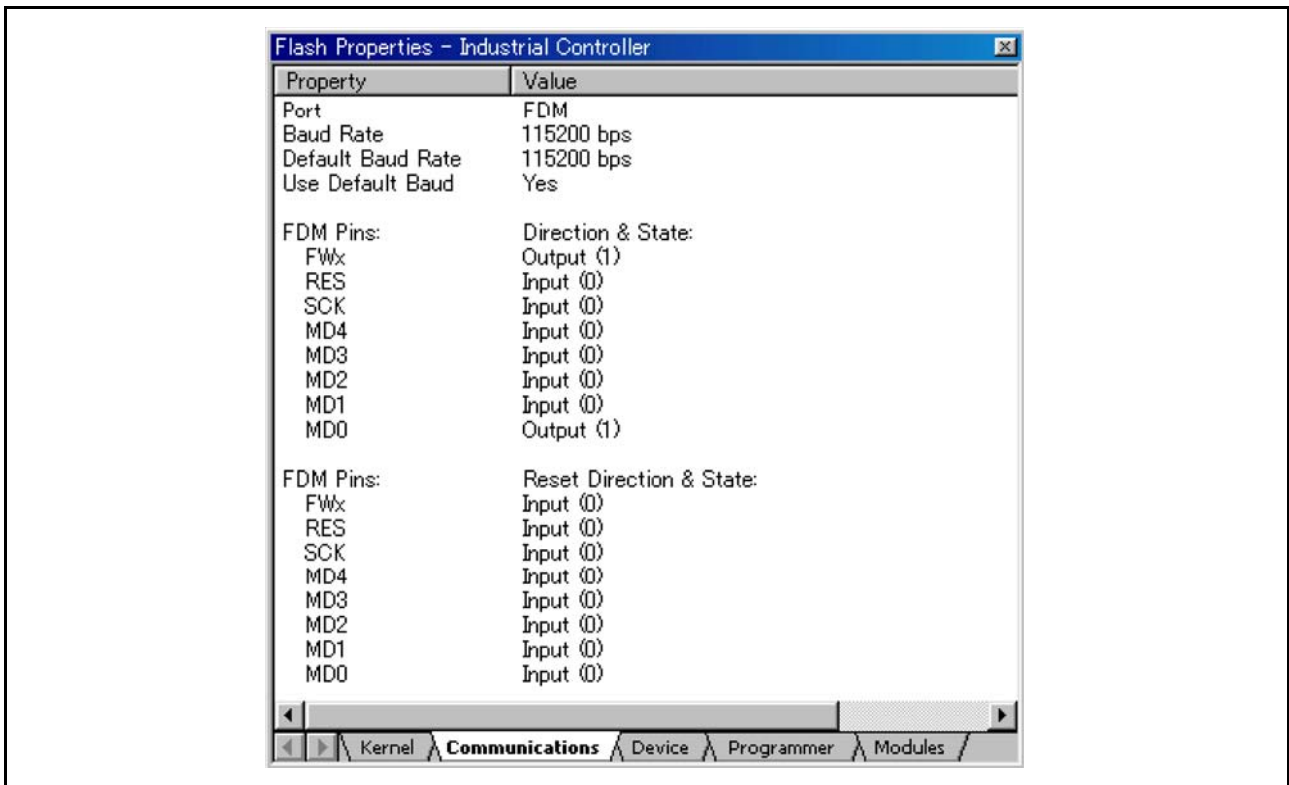 Flash Properties - Industrial Controller
Property Value
Port FDM
Baud Rate 115200 bps
Default Baud Rate 115200 bps
Use Default Baud Yes
FDM Pins: Direction & State:
FWx Output (1)
RES Input (0)
SCK Input (0)
MD4 Input (0)
MD3 Input (0)
MD2 Input (0)
MD1 Input (0)
MD0 Output (1)
FDM Pins: Reset Direction & State:
FWx Input (0)
RES Input (0)
SCK Input (0)
MD4 Input (0)
MD3 Input (0)
MD2 Input (0)
MD1 Input (0)
MD0 Input (0)
Kernel Communications Device Programmer Modules